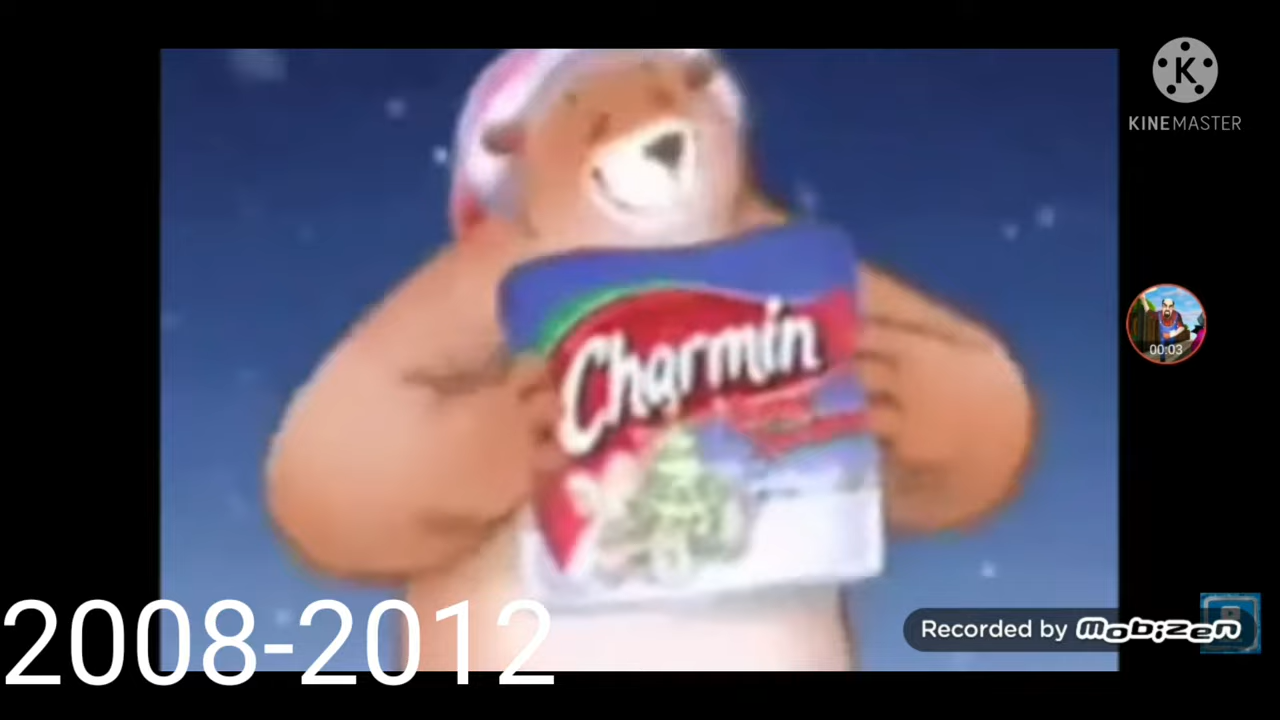 K
KINEMASTER
Charmin
00:03
2008-2012
Recorded by mobizen